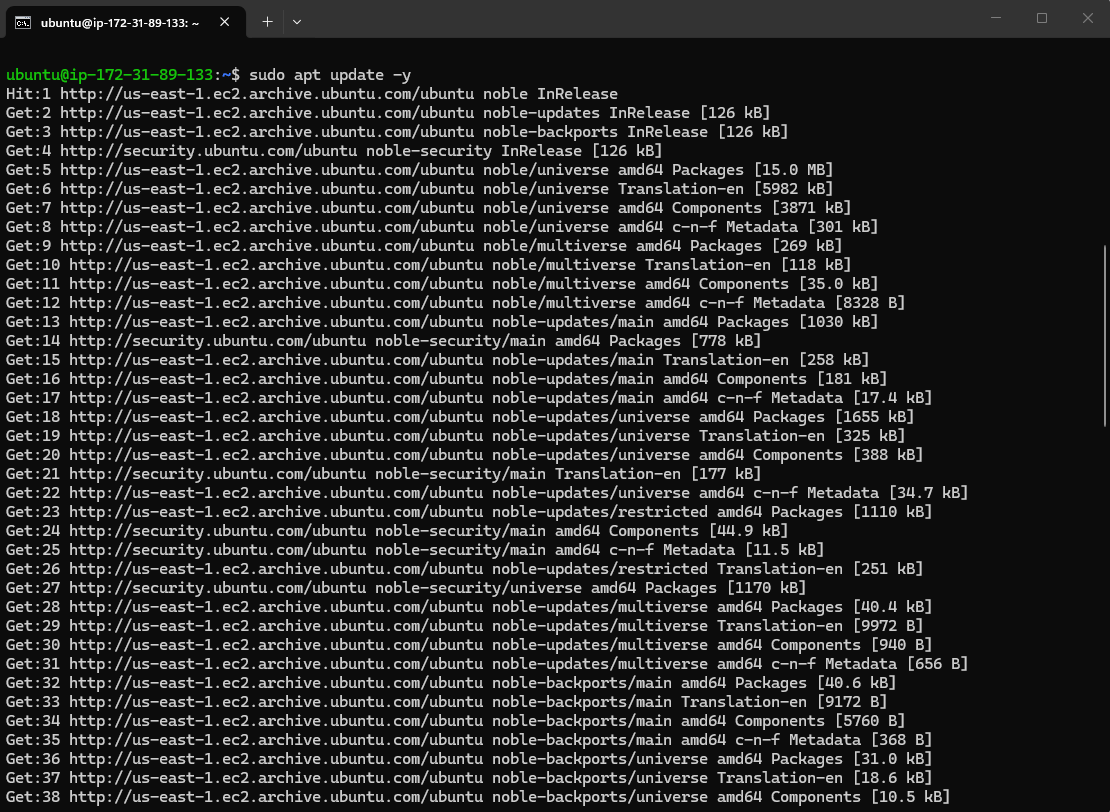 ubuntu@ip-172-31-89-133: ~
ubuntu@ip-172-31-89-133:~$ sudo apt update -y
Hit:1 http://us-east-1.ec2.archive.ubuntu.com/ubuntu noble InRelease
Get:2 http://us-east-1.ec2.archive.ubuntu.com/ubuntu noble-updates InRelease [126 kB]
Get:3 http://us-east-1.ec2.archive.ubuntu.com/ubuntu noble-backports InRelease [126 kB]
Get:4 http://security.ubuntu.com/ubuntu noble-security InRelease [126 kB]
Get:5 http://us-east-1.ec2.archive.ubuntu.com/ubuntu noble/universe amd64 Packages [15.0 MB]
Get:6 http://us-east-1.ec2.archive.ubuntu.com/ubuntu noble/universe Translation-en [5982 kB]
Get:7 http://us-east-1.ec2.archive.ubuntu.com/ubuntu noble/universe amd64 Components [3871 kB]
Get:8 http://us-east-1.ec2.archive.ubuntu.com/ubuntu noble/universe amd64 c-n-f Metadata [301 kB]
Get:9 http://us-east-1.ec2.archive.ubuntu.com/ubuntu noble/multiverse amd64 Packages [269 kB]
Get:10 http://us-east-1.ec2.archive.ubuntu.com/ubuntu noble/multiverse Translation-en [118 kB]
Get:11 http://us-east-1.ec2.archive.ubuntu.com/ubuntu noble/multiverse amd64 Components [35.0 kB]
Get:12 http://us-east-1.ec2.archive.ubuntu.com/ubuntu noble/multiverse amd64 c-n-f Metadata [8328 B]
Get:13 http://us-east-1.ec2.archive.ubuntu.com/ubuntu noble-updates/main amd64 Packages [1030 kB]
Get:14 http://security.ubuntu.com/ubuntu noble-security/main amd64 Packages [778 kB]
Get:15 http://us-east-1.ec2.archive.ubuntu.com/ubuntu noble-updates/main Translation-en [258 kB]
Get:16 http://us-east-1.ec2.archive.ubuntu.com/ubuntu noble-updates/main amd64 Components [181 kB]
Get:17 http://us-east-1.ec2.archive.ubuntu.com/ubuntu noble-updates/main amd64 c-n-f Metadata [17.4 kB]
Get:18 http://us-east-1.ec2.archive.ubuntu.com/ubuntu noble-updates/universe amd64 Packages [1655 kB]
Get:19 http://us-east-1.ec2.archive.ubuntu.com/ubuntu noble-updates/universe Translation-en [325 kB]
Get:20 http://us-east-1.ec2.archive.ubuntu.com/ubuntu noble-updates/universe amd64 Components [388 kB]
Get:21 http://security.ubuntu.com/ubuntu noble-security/main Translation-en [177 kB]
Get:22 http://us-east-1.ec2.archive.ubuntu.com/ubuntu noble-updates/universe amd64 c-n-f Metadata [34.7 kB]
Get:23 http://us-east-1.ec2.archive.ubuntu.com/ubuntu noble-updates/restricted amd64 Packages [1110 kB]
Get:24 http://security.ubuntu.com/ubuntu noble-security/main amd64 Components [44.9 kB]
Get:25 http://security.ubuntu.com/ubuntu noble-security/main amd64 c-n-f Metadata [11.5 kB]
Get:26 http://us-east-1.ec2.archive.ubuntu.com/ubuntu noble-updates/restricted Translation-en [251 kB]
Get:27 http://security.ubuntu.com/ubuntu noble-security/universe amd64 Packages [1170 kB]
Get:28 http://us-east-1.ec2.archive.ubuntu.com/ubuntu noble-updates/multiverse amd64 Packages [40.4 kB]
Get:29 http://us-east-1.ec2.archive.ubuntu.com/ubuntu noble-updates/multiverse Translation-en [9972 B]
Get:30 http://us-east-1.ec2.archive.ubuntu.com/ubuntu noble-updates/multiverse amd64 Components [940 B]
Get:31 http://us-east-1.ec2.archive.ubuntu.com/ubuntu noble-updates/multiverse amd64 c-n-f Metadata [656 B]
Get:32 http://us-east-1.ec2.archive.ubuntu.com/ubuntu noble-backports/main amd64 Packages [40.6 kB]
Get:33 http://us-east-1.ec2.archive.ubuntu.com/ubuntu noble-backports/main Translation-en [9172 B]
Get:34 http://us-east-1.ec2.archive.ubuntu.com/ubuntu noble-backports/main amd64 Components [5760 B]
Get:35 http://us-east-1.ec2.archive.ubuntu.com/ubuntu noble-backports/main amd64 c-n-f Metadata [368 B]
Get:36 http://us-east-1.ec2.archive.ubuntu.com/ubuntu noble-backports/universe amd64 Packages [31.0 kB]
Get:37 http://us-east-1.ec2.archive.ubuntu.com/ubuntu noble-backports/universe Translation-en [18.6 kB]
Get:38 http://us-east-1.ec2.archive.ubuntu.com/ubuntu noble-backports/universe amd64 Components [10.5 kB]